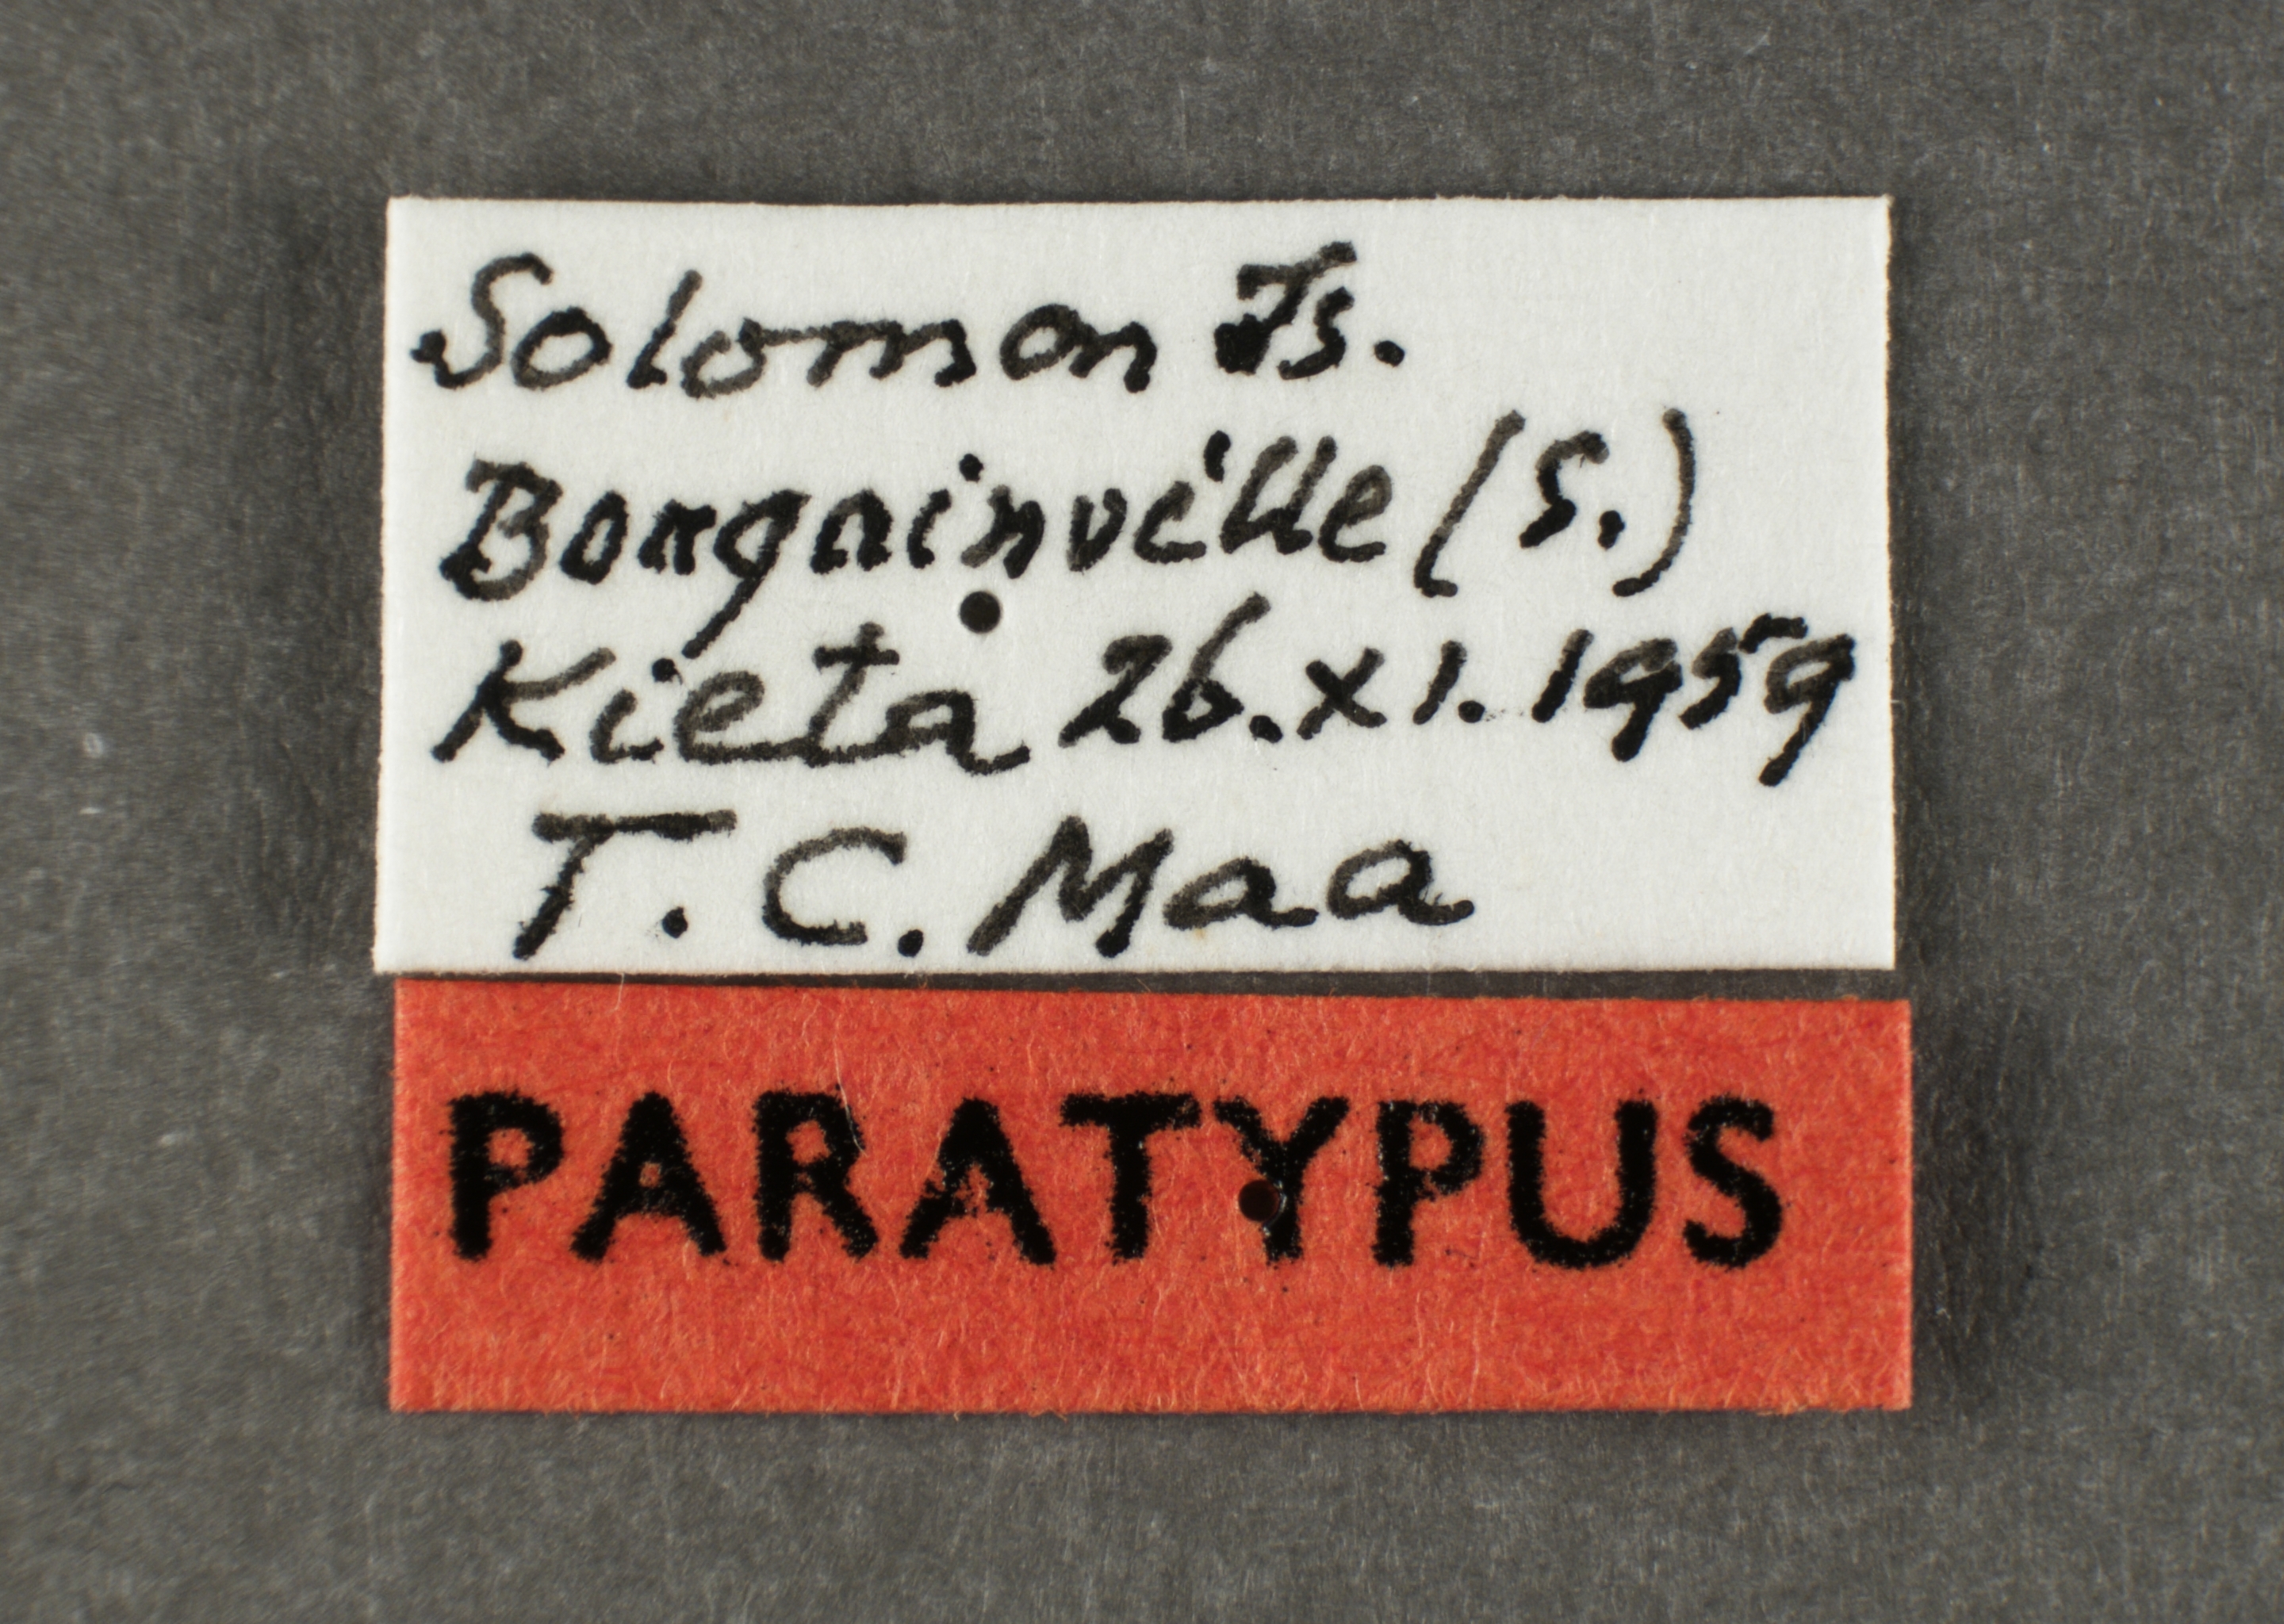 Solomon Is.
Bougainville (S.)
Kieta 26.XI.1959
T. C. Maa
PARATYPUS